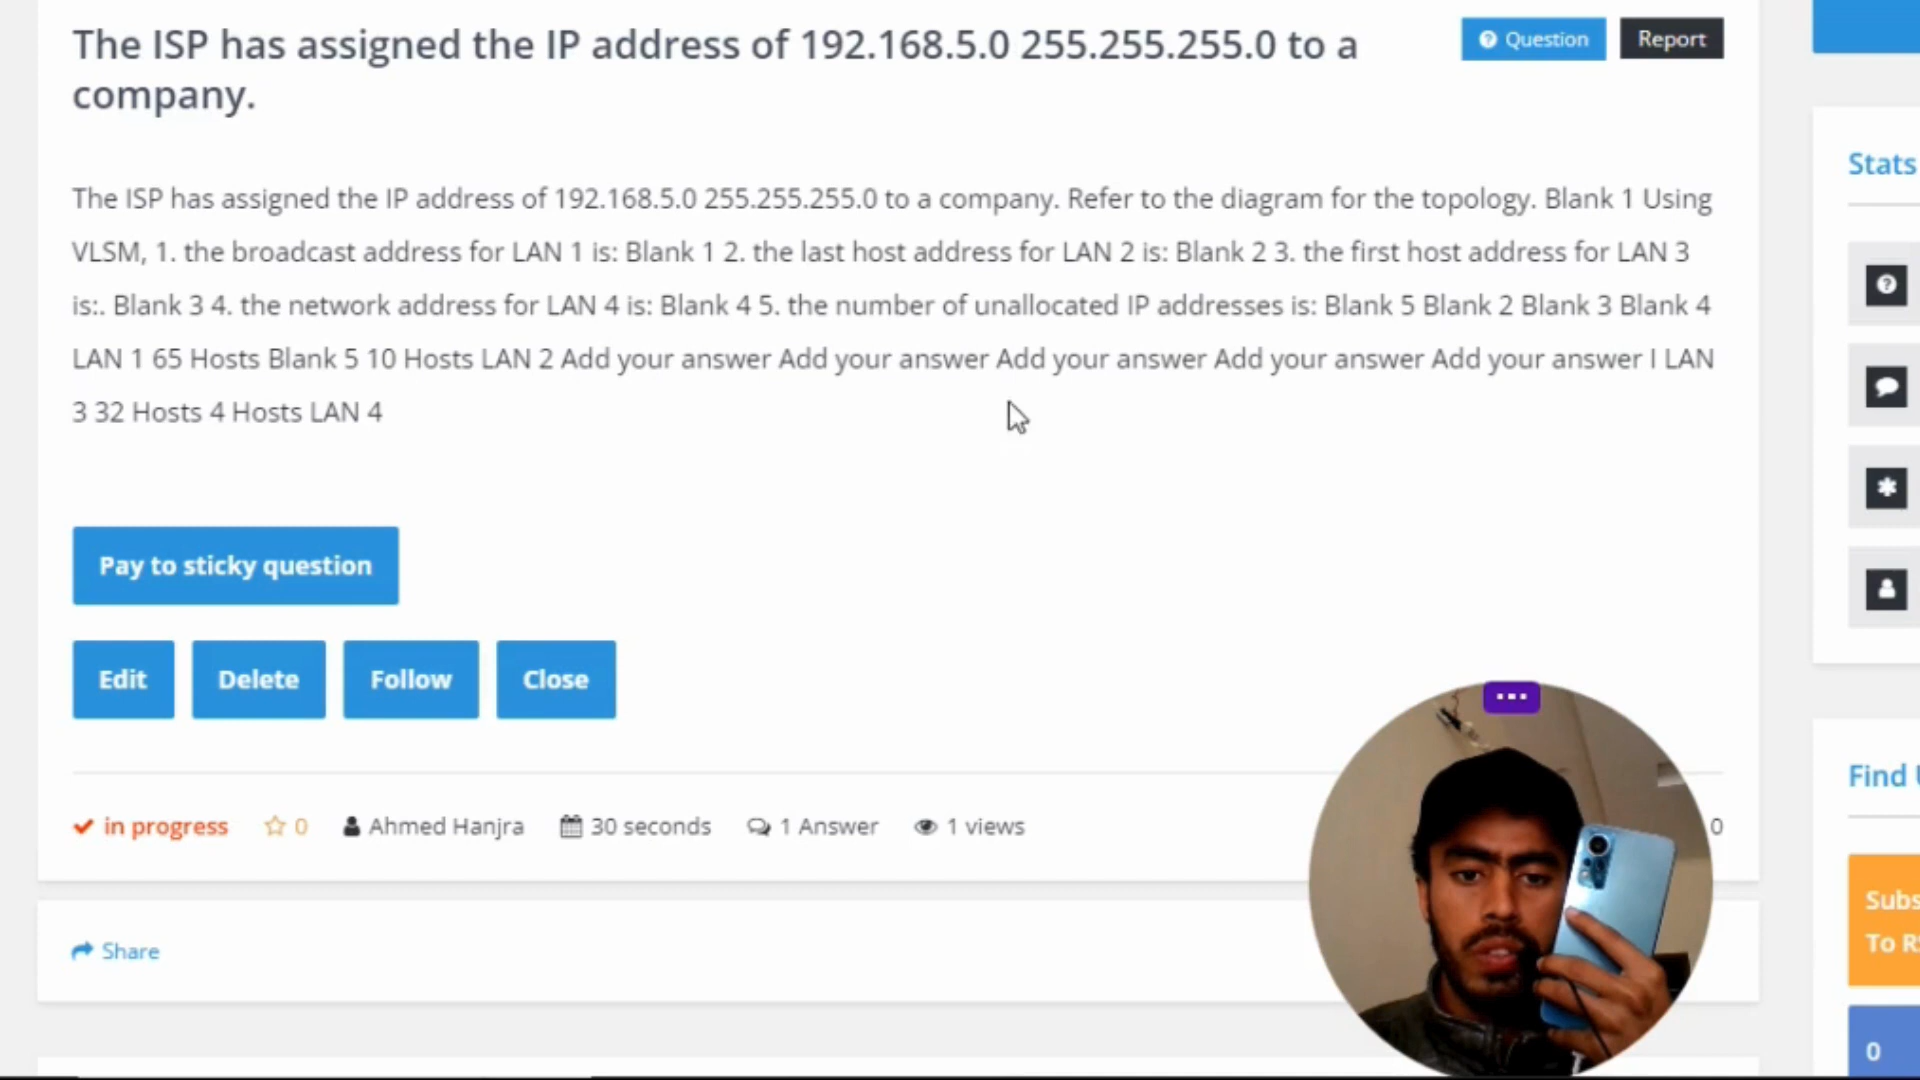 The ISP has assigned the IP address of 192.168.5.0 255.255.255.0 to a
company.
Question
Report
The ISP has assigned the IP address of 192.168.5.0 255.255.255.0 to a company. Refer to the diagram for the topology. Blank 1 Using
VLSM, 1. the broadcast address for LAN 1 is: Blank 1 2. the last host address for LAN 2 is: Blank 2 3. the first host address for LAN 3
is:. Blank 3 4. the network address for LAN 4 is: Blank 4 5. the number of unallocated IP addresses is: Blank 5 Blank 2 Blank 3 Blank 4
LAN 1 65 Hosts Blank 5 10 Hosts LAN 2 Add your answer Add your answer Add your answer Add your answer Add your answer I LAN
3 32 Hosts 4 Hosts LAN 4
Pay to sticky question
Edit Delete Follow Close
in progress 0 Ahmed Hanjra 30 seconds 1 Answer 1 views 0
Share
Stats
Find
Subs
To
0